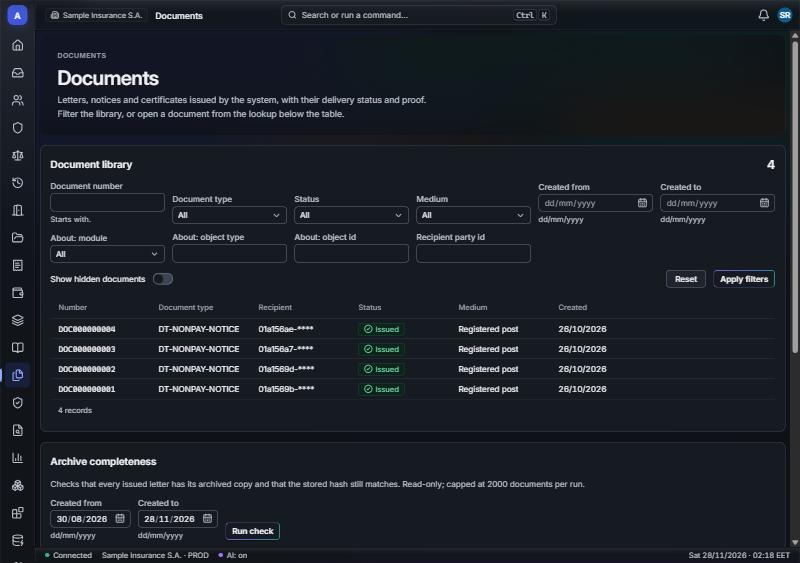 A
Sample Insurance S.A.
Documents
Search or run a command...
Ctrl K
SR
DOCUMENTS
Documents
Letters, notices and certificates issued by the system, with their delivery status and proof.
Filter the library, or open a document from the lookup below the table.
Document library
4
Document number
Document type
Status
Medium
Created from
Created to
All
All
All
dd/mm/yyyy
dd/mm/yyyy
Starts with.
dd/mm/yyyy
dd/mm/yyyy
About: module
About: object type
About: object id
Recipient party id
All
Show hidden documents
Reset
Apply filters
Number Document type Recipient Status Medium Created
DOC000000004 DT-NONPAY-NOTICE 01a156ae-**** Issued Registered post 26/10/2026
DOC000000003 DT-NONPAY-NOTICE 01a156a7-**** Issued Registered post 26/10/2026
DOC000000002 DT-NONPAY-NOTICE 01a1569d-**** Issued Registered post 26/10/2026
DOC000000001 DT-NONPAY-NOTICE 01a1569b-**** Issued Registered post 26/10/2026
4 records
Archive completeness
Checks that every issued letter has its archived copy and that the stored hash still matches. Read-only; capped at 2000 documents per run.
Created from
Created to
30/08/2026
28/11/2026
Run check
dd/mm/yyyy
dd/mm/yyyy
Connected
Sample Insurance S.A. · PROD
AI: on
Sat 28/11/2026 · 02:18 EET